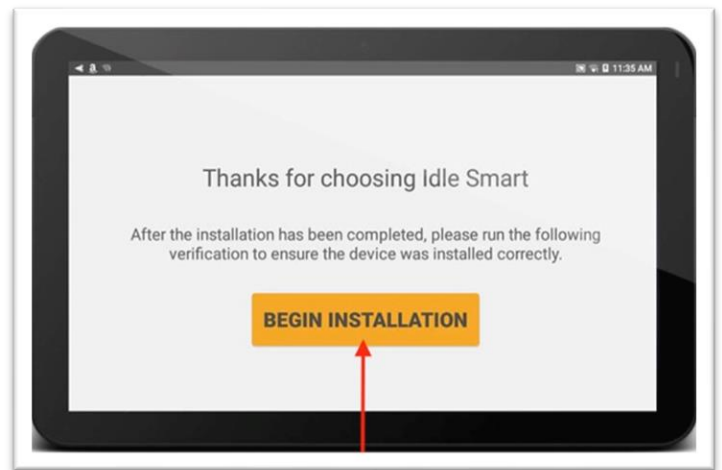 11:35 AM
Thanks for choosing Idle Smart
After the installation has been completed, please run the following
verification to ensure the device was installed correctly.
BEGIN INSTALLATION